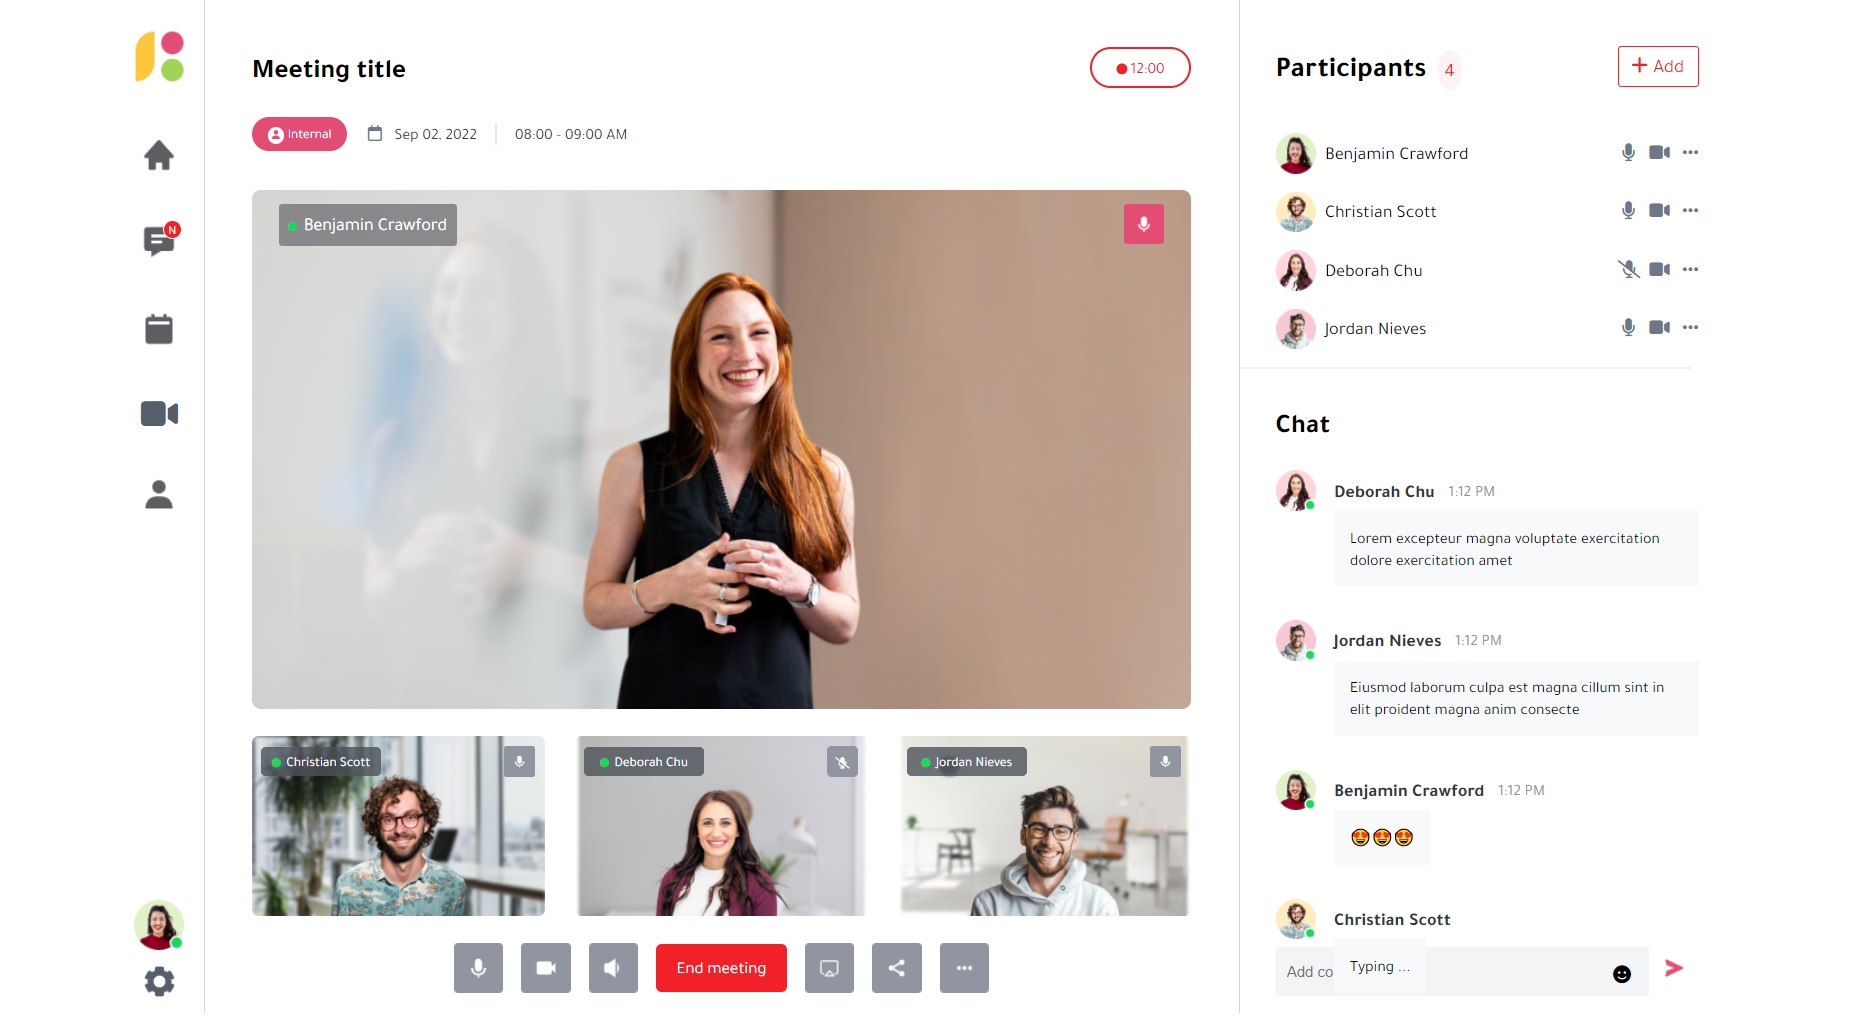 Meeting title
12:00
Internal
Sep 02, 2022
08:00 - 09:00 AM
N
Benjamin Crawford
Christian Scott
Deborah Chu
Jordan Nieves
End meeting
Participants 4
Add
Benjamin Crawford
Christian Scott
Deborah Chu
Jordan Nieves
Chat
Deborah Chu 1:12 PM
Lorem excepteur magna voluptate exercitation
dolore exercitation amet
Jordan Nieves 1:12 PM
Eiusmod laborum culpa est magna cillum sint in
elit proident magna anim consecte
Benjamin Crawford 1:12 PM
😍😍😍
Christian Scott
Typing ...
Add co